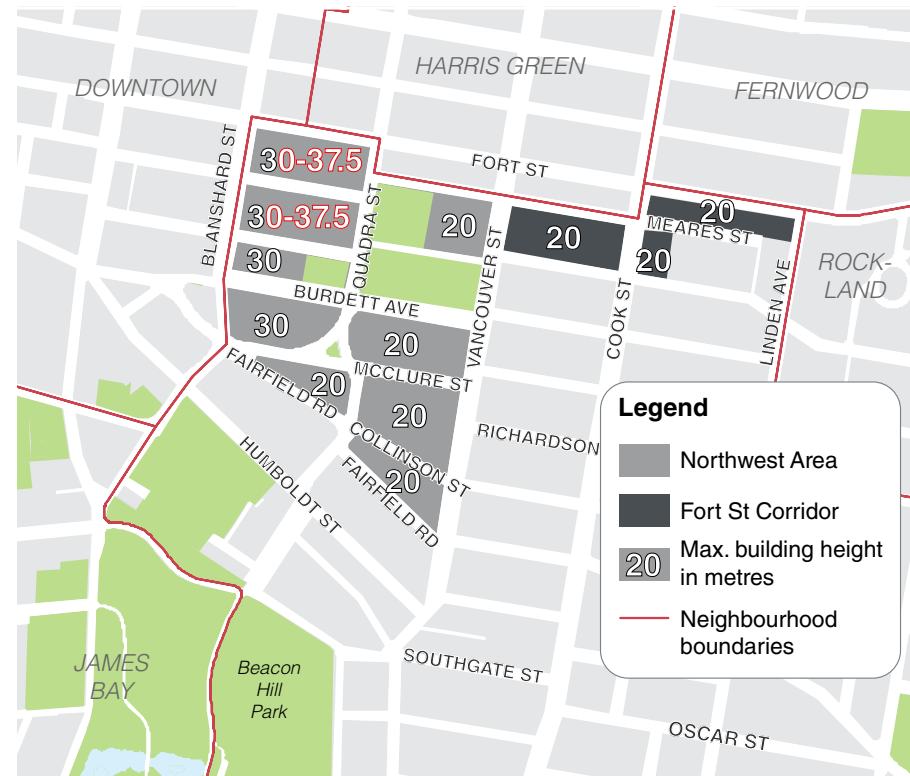 HARRIS GREEN
DOWNTOWN
FERNWOOD
BLANSHARD ST
30-37.5
FORT ST
30-37.5
QUADRA ST
20
VANCOUVER ST
20
20
MEARES ST
20
30
COOK ST
LINDEN AVE
ROCK-
LAND
BURDETT AVE
30
20
MCCLURE ST
FAIRFIELD RD
20
20
COLLINSON ST
20
FAIRFIELD RD
HUMBOLDT ST
RICHARDSON
Legend
Northwest Area
Fort St Corridor
20
Max. building height
in metres
Neighbourhood
boundaries
JAMES
BAY
Beacon
Hill
Park
SOUTHGATE ST
OSCAR ST